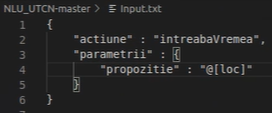 NLU_UTCN-master > Input.txt
1 {
2 "actiune" : "intreabaVremea",
3 "parametrii" : {
4 "propozitie" : "@[loc]"
5 }
6 }